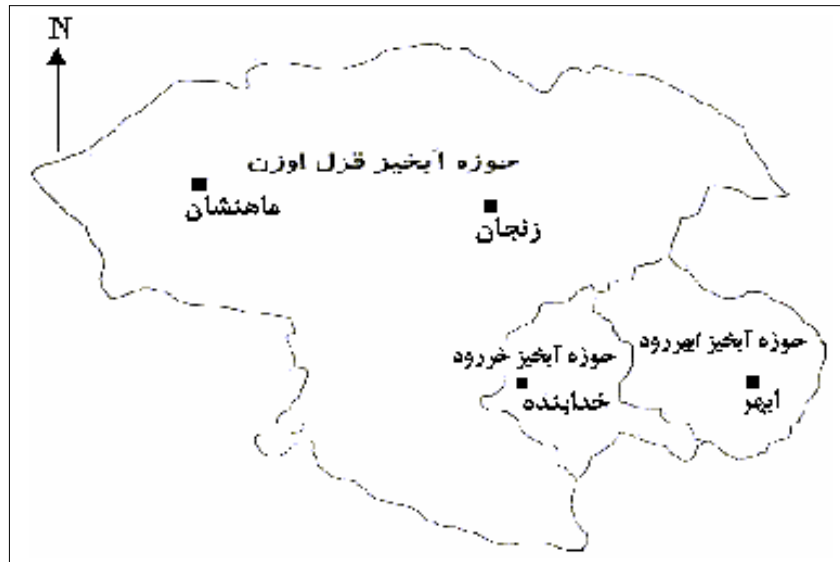 N
حوزه آبخیز قزل اوزن
ماهنشان
زنجان
حوزه آبخیز ابهررود
حوزه آبخیز خررود
ابهر
خدابنده